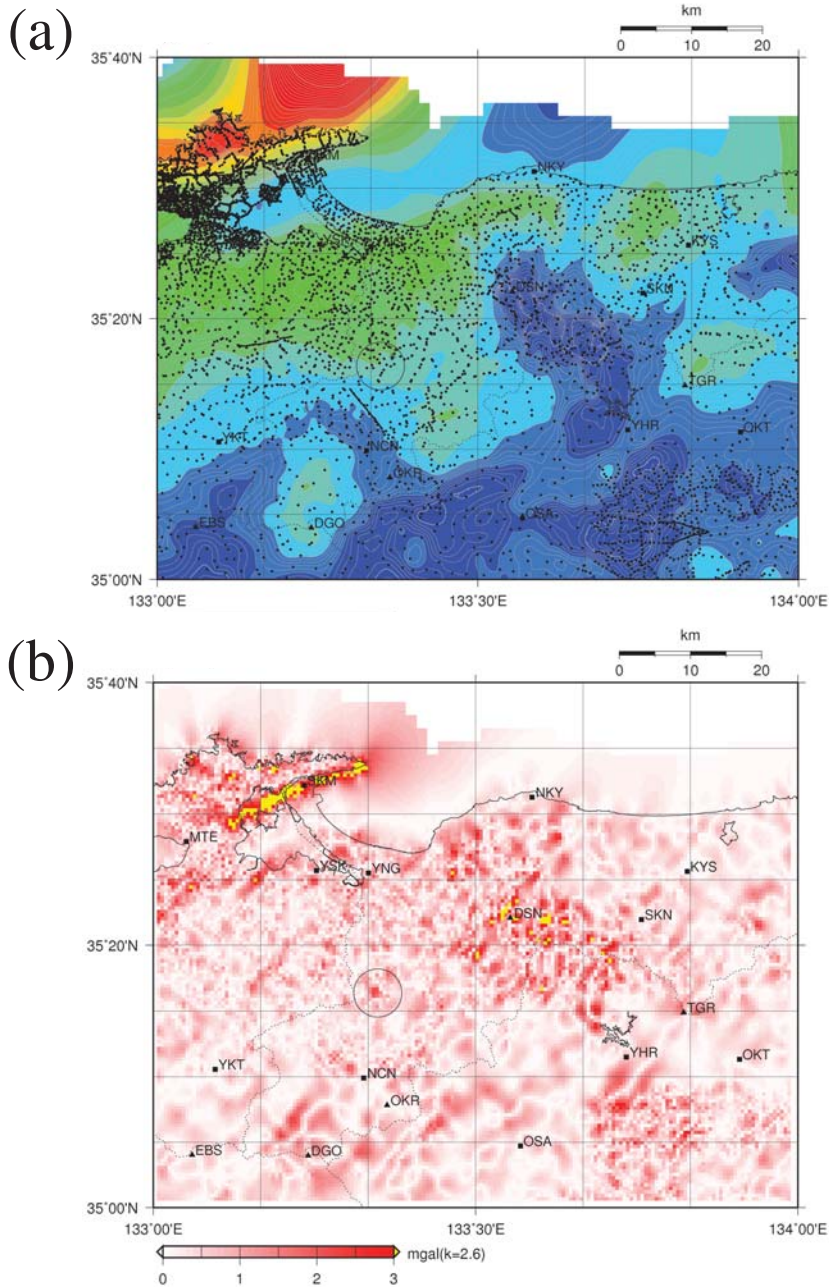 (a)
km
0 10 20
35˚40'N
35˚20'N
35˚00'N
NKY
KYS
DSN
SKN
TGR
YKT
NCN
YHR
OKT
OKR
EBS
DGO
OSA
133˚00'E 133˚30'E 134˚00'E
(b)
km
0 10 20
35˚40'N
35˚20'N
35˚00'N
NKY
MTE
YSK
YNG
KYS
DSN
SKN
TGR
YKT
NCN
YHR
OKT
OKR
EBS
DGO
OSA
133˚00'E 133˚30'E 134˚00'E
mgal(k=2.6)
0 1 2 3